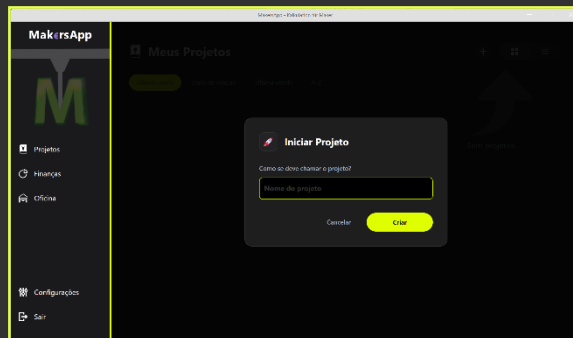 MakersApp
Meus Projetos
Projetos
Finanças
Oficina
Configurações
Sair
Iniciar Projeto
Como se deve chamar o projeto?
Nome do projeto
Cancelar
Criar